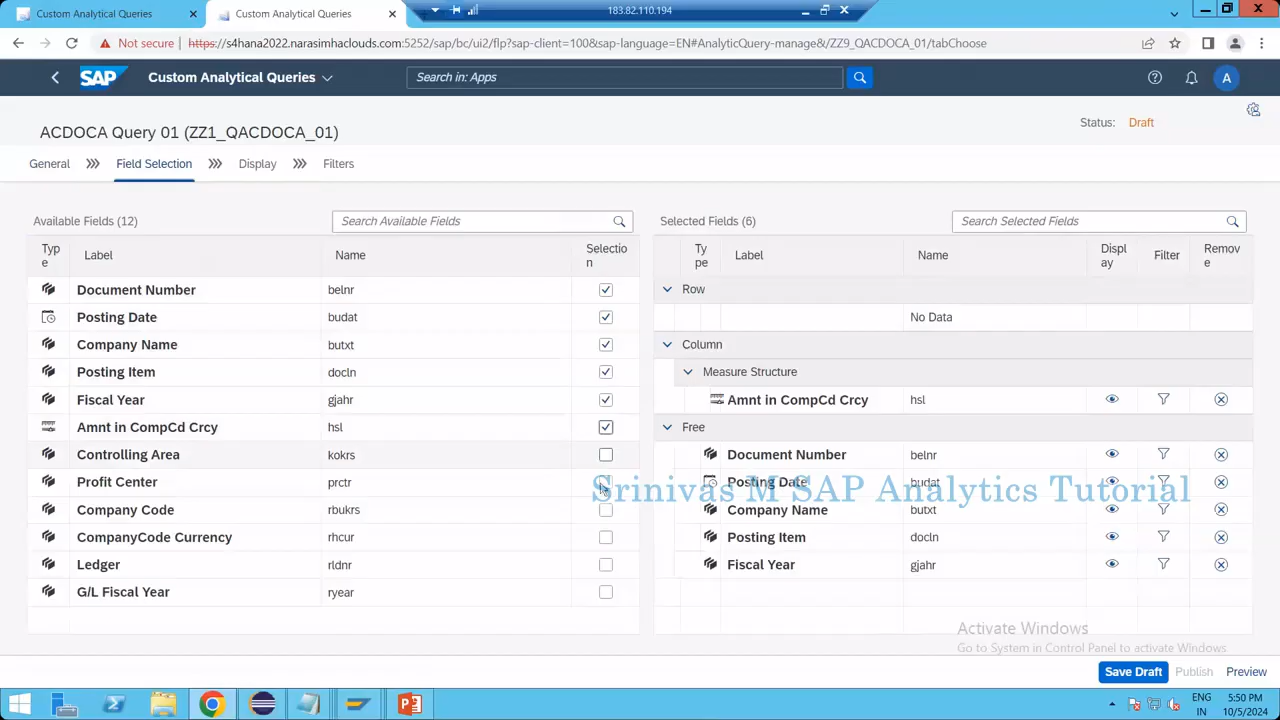 Custom Analytical Queries
Custom Analytical Queries
183.82.110.194
Not secure
https://s4hana2022.narasimhaclouds.com:5252/sap/bc/ui2/flp?sap-client=100&sap-language=EN#AnalyticQuery-manage&/ZZ9_QACDOCA_01/tabChoose
SAP
Custom Analytical Queries
Search in: Apps
A
ACDOCA Query 01 (ZZ1_QACDOCA_01)
Status: Draft
General
Field Selection
Display
Filters
Available Fields (12)
Search Available Fields
Type Label Name Selection
Document Number belnr
Posting Date budat
Company Name butxt
Posting Item docln
Fiscal Year gjahr
Amnt in CompCd Crcy hsl
Controlling Area kokrs
Profit Center prctr
Company Code rbukrs
CompanyCode Currency rhcur
Ledger rldnr
G/L Fiscal Year ryear
Selected Fields (6)
Search Selected Fields
Type Label Name Display Filter Remove
Row
No Data
Column
Measure Structure
Amnt in CompCd Crcy hsl
Free
Document Number belnr
Posting Date budat
Company Name butxt
Posting Item docln
Fiscal Year gjahr
Srinivas M SAP Analytics Tutorial
Activate Windows
Go to System in Control Panel to activate Windows
Save Draft
Publish
Preview
ENG
IN
5:50 PM
10/5/2024